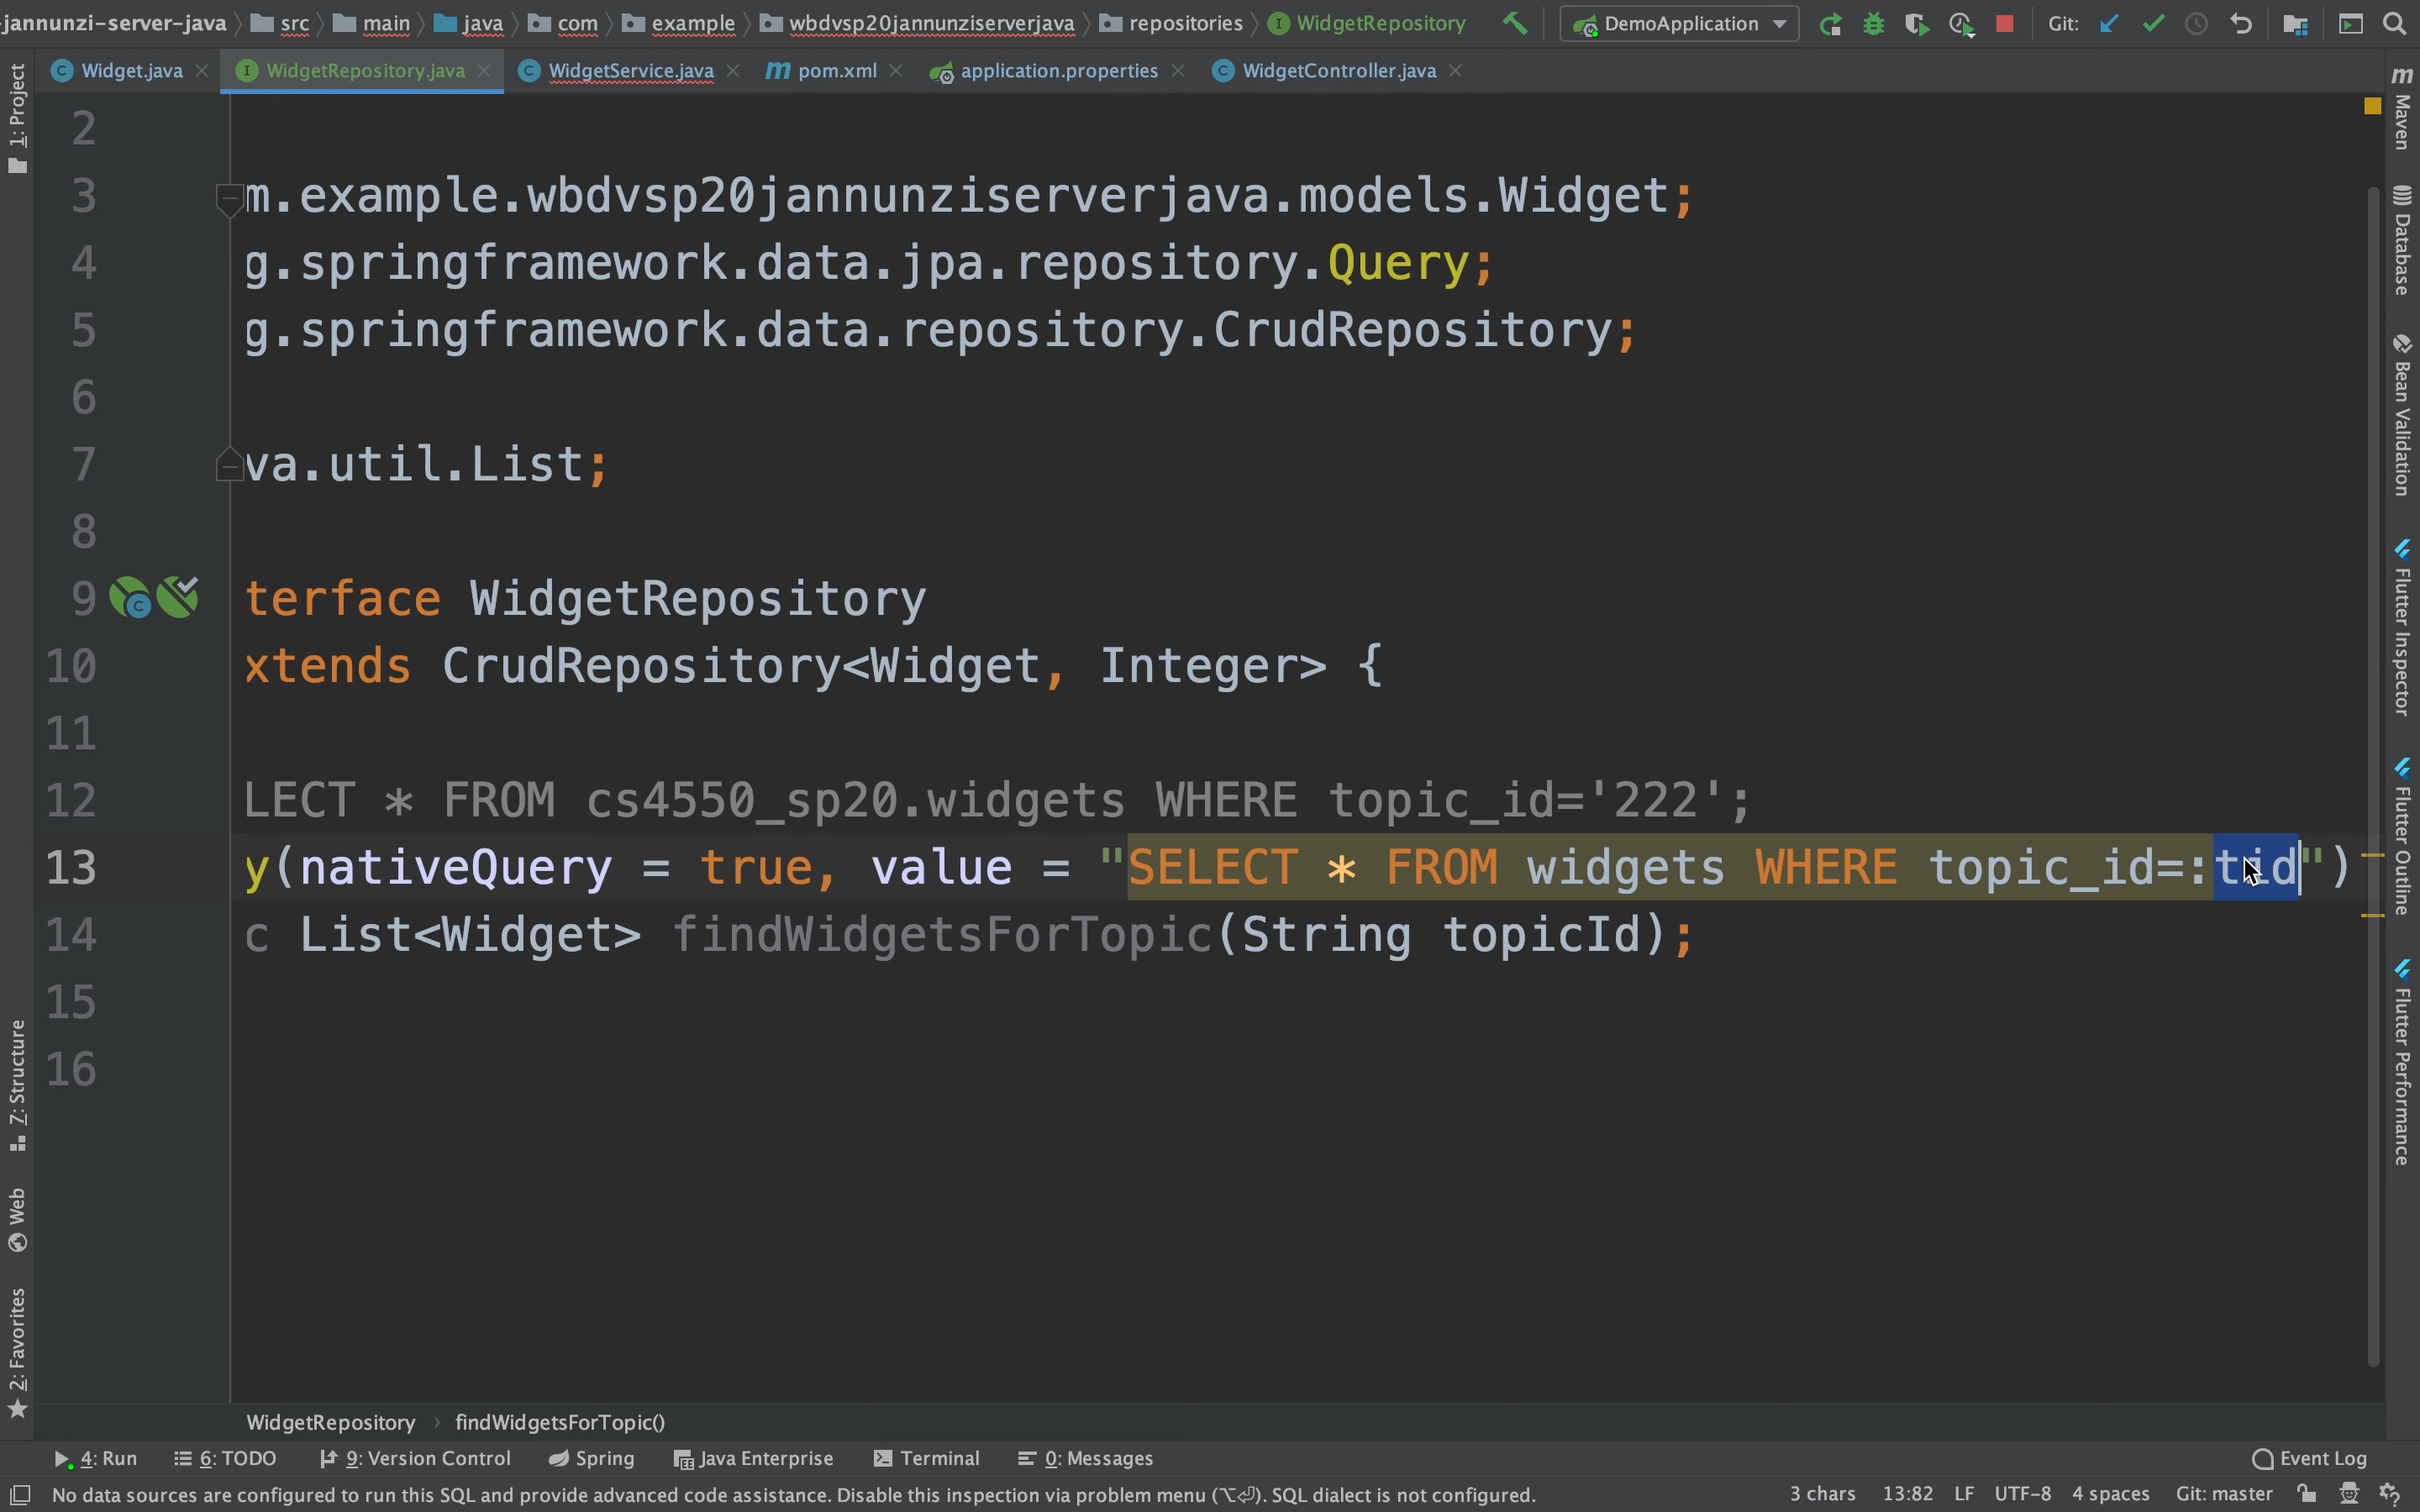 jannunzi-server-java src main java com example wbdvsp20jannunziserverjava repositories WidgetRepository DemoApplication Git:
Widget.java WidgetRepository.java WidgetService.java pom.xml application.properties WidgetController.java
1: Project
Z: Structure
Web
2: Favorites
2
3 m.example.wbdvsp20jannunziserverjava.models.Widget;
4 g.springframework.data.jpa.repository.Query;
5 g.springframework.data.repository.CrudRepository;
6
7 va.util.List;
8
9 terface WidgetRepository
10 xtends CrudRepository<Widget, Integer> {
11
12 LECT * FROM cs4550_sp20.widgets WHERE topic_id='222';
13 y(nativeQuery = true, value = "SELECT * FROM widgets WHERE topic_id=:tid")
14 c List<Widget> findWidgetsForTopic(String topicId);
15
16
Maven
Database
Bean Validation
Flutter Inspector
Flutter Outline
Flutter Performance
WidgetRepository findWidgetsForTopic()
4: Run 6: TODO 9: Version Control Spring Java Enterprise Terminal 0: Messages Event Log
No data sources are configured to run this SQL and provide advanced code assistance. Disable this inspection via problem menu (⌥⏎). SQL dialect is not configured. 3 chars 13:82 LF UTF-8 4 spaces Git: master